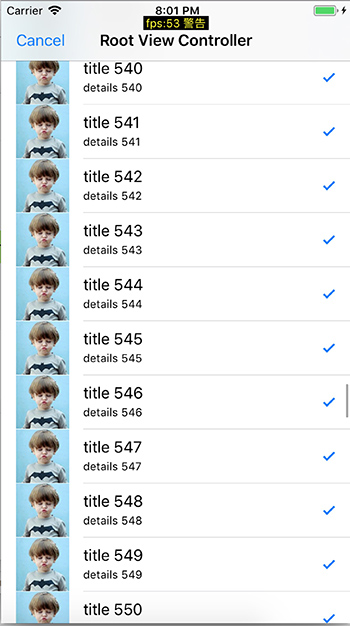 Carrier 8:01 PM
fps:53 警告
Cancel Root View Controller
title 540
details 540
title 541
details 541
title 542
details 542
title 543
details 543
title 544
details 544
title 545
details 545
title 546
details 546
title 547
details 547
title 548
details 548
title 549
details 549
title 550